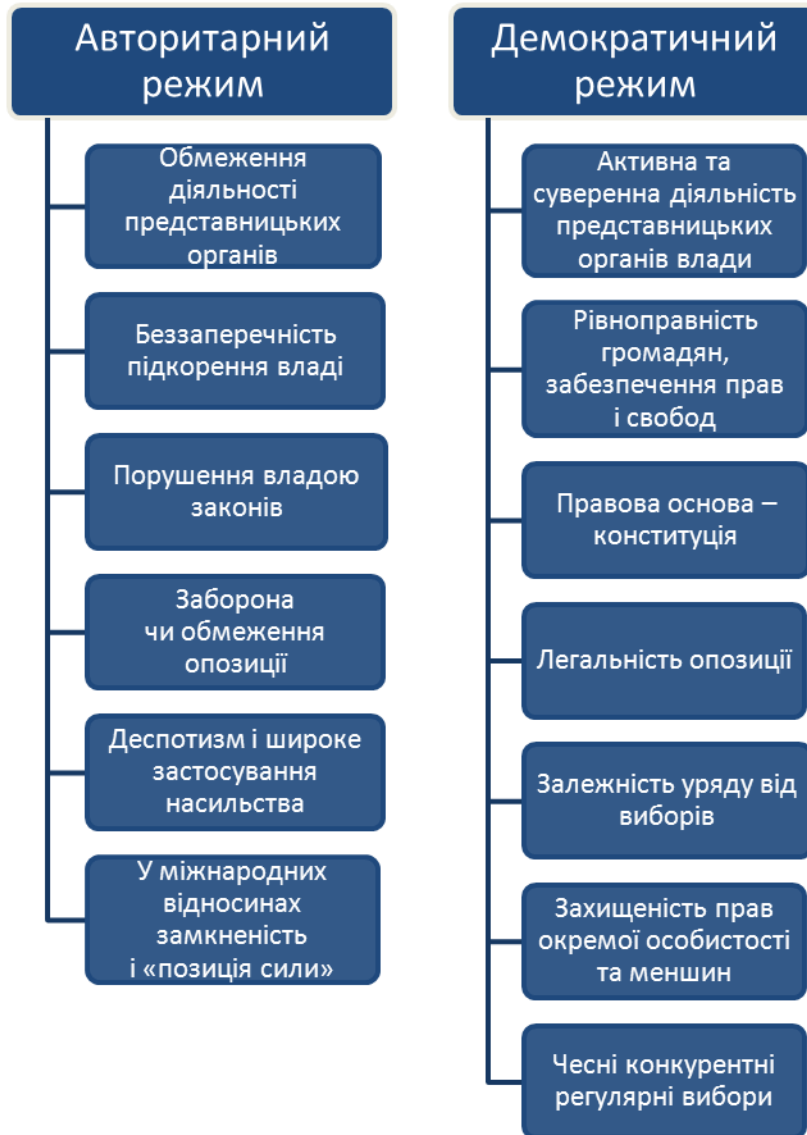 Авторитарний
режим
Обмеження
діяльності
представницьких
органів
Беззаперечність
підкорення владі
Порушення владою
законів
Заборона
чи обмеження
опозиції
Деспотизм і широке
застосування
насильства
У міжнародних
відносинах
замкненість
і «позиція сили»
Демократичний
режим
Активна та
суверенна діяльність
представницьких
органів влади
Рівноправність
громадян,
забезпечення прав
і свобод
Правова основа –
конституція
Легальність опозиції
Залежність уряду від
виборів
Захищеність прав
окремої особистості
та меншин
Чесні конкурентні
регулярні вибори